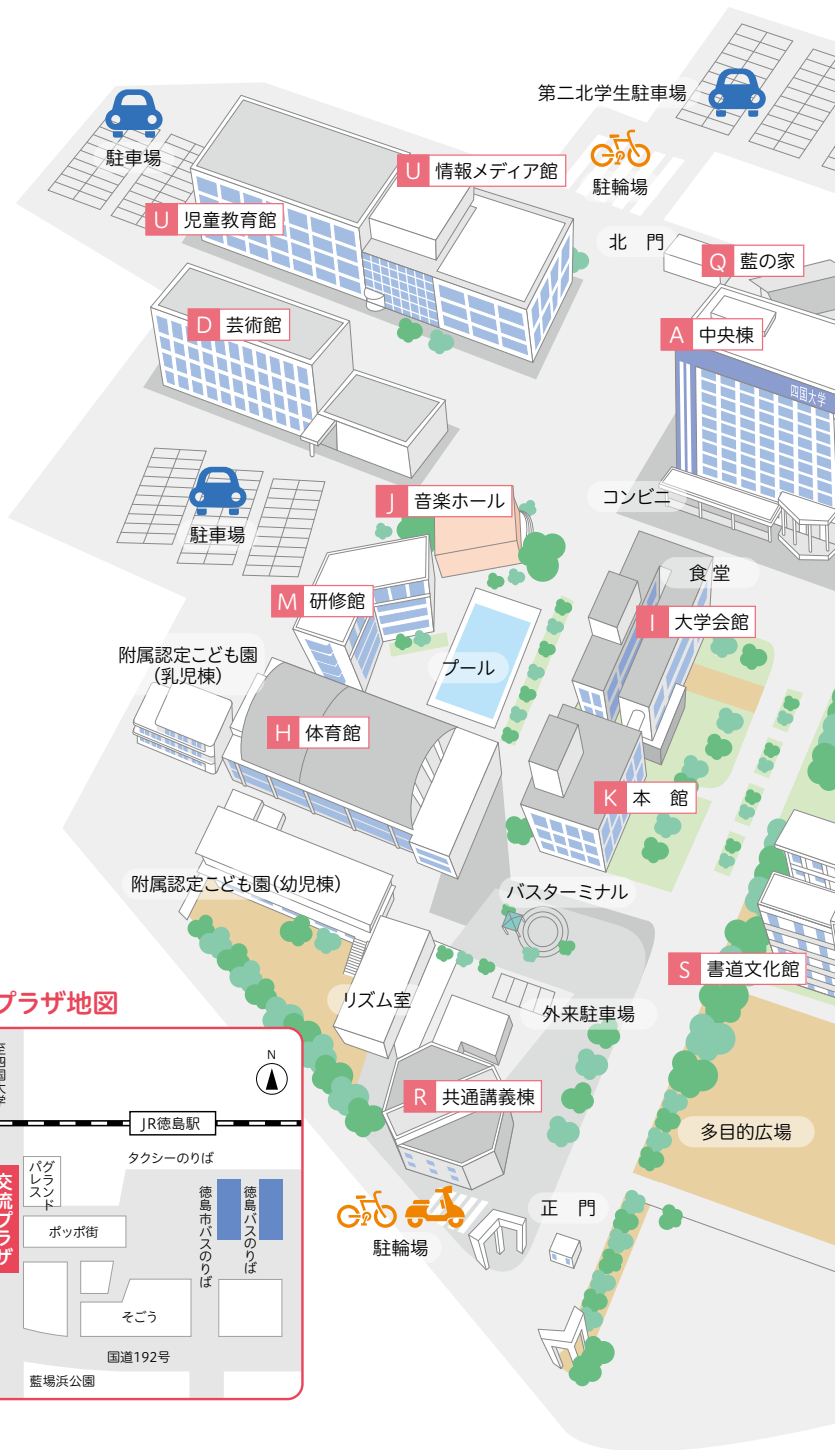 第二北学生駐車場
駐車場
駐輪場
U 情報メディア館
U 児童教育館
北 門
Q 藍の家
D 芸術館
A 中央棟
四国大学
コンビニ
J 音楽ホール
駐車場
食堂
M 研修館
I 大学会館
附属認定こども園
(乳児棟)
プール
H 体育館
K 本 館
附属認定こども園(幼児棟)
バスターミナル
S 書道文化館
リズム室
外来駐車場
R 共通講義棟
多目的広場
正 門
駐輪場
プラザ地図
至四国大学
N
JR徳島駅
タクシーのりば
グランド
パレス
交流プラザ
徳島市バスのりば
徳島バスのりば
ポッポ街
そごう
国道192号
藍場浜公園